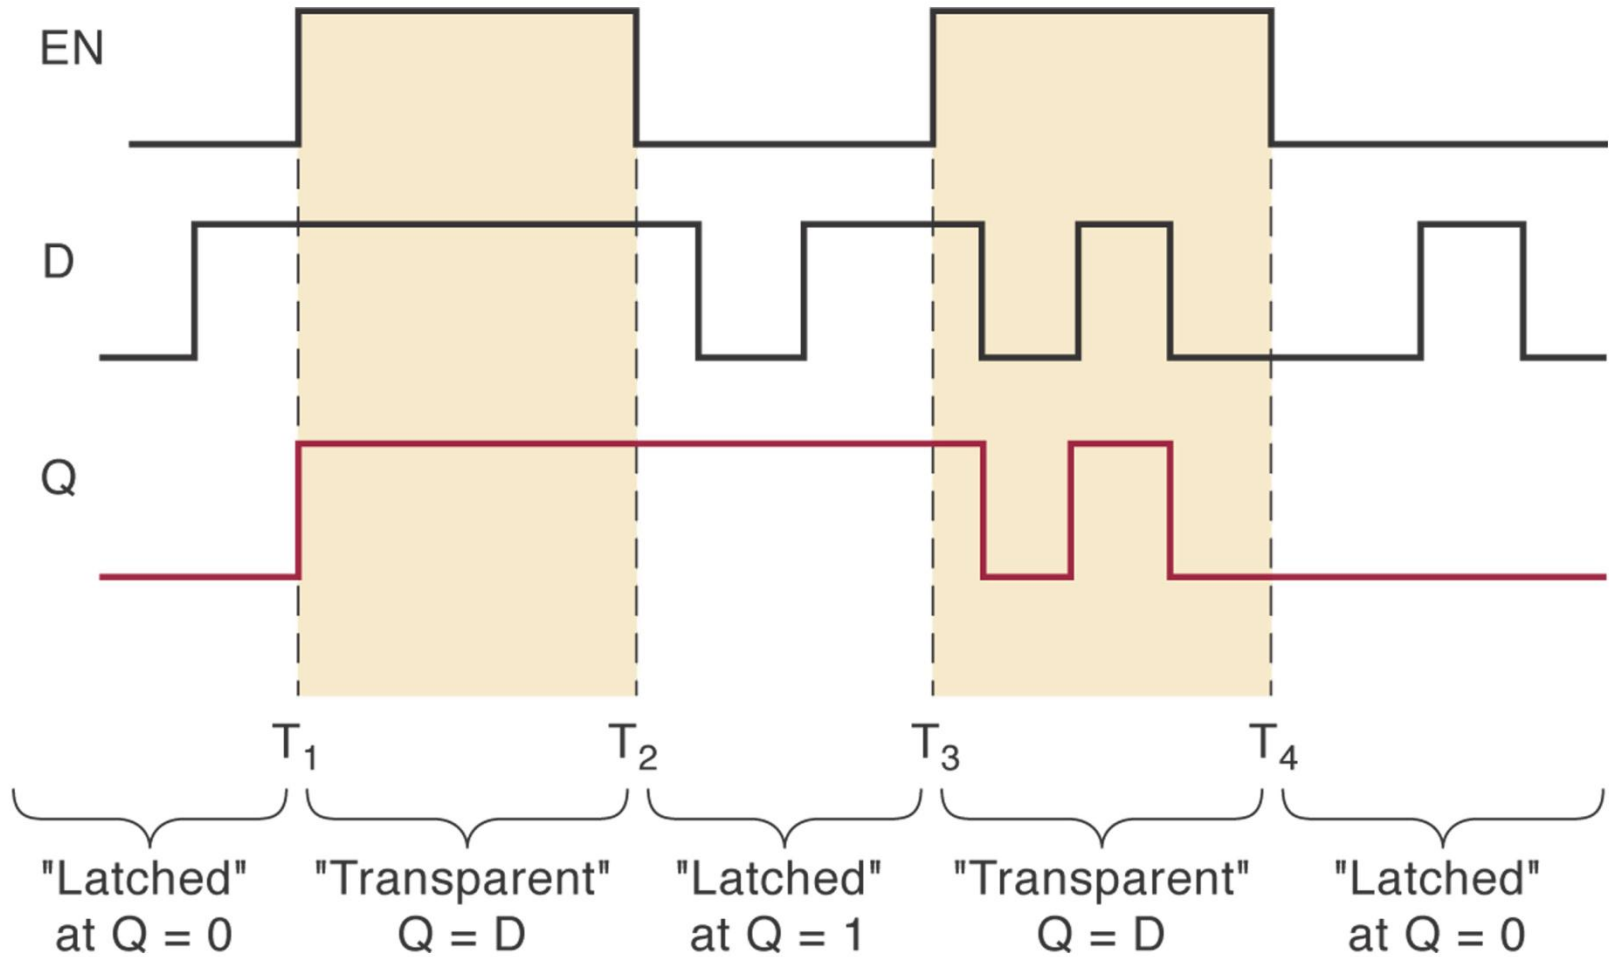 EN
D
Q
T₁ T₂ T₃ T₄
"Latched" "Transparent" "Latched" "Transparent" "Latched"
at Q = 0 Q = D at Q = 1 Q = D at Q = 0